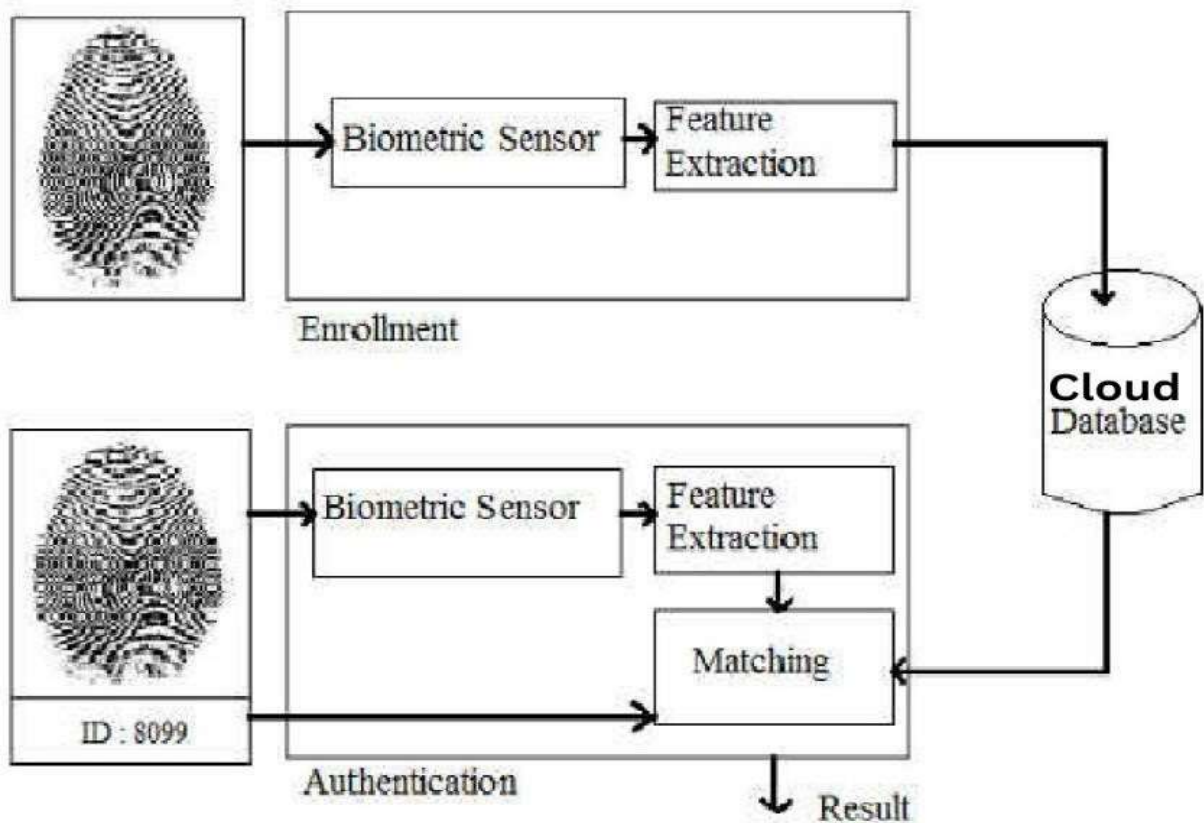 Biometric Sensor
Feature
Extraction
Enrollment
Cloud
Database
Biometric Sensor
Feature
Extraction
Matching
ID : 8099
Authentication
Result